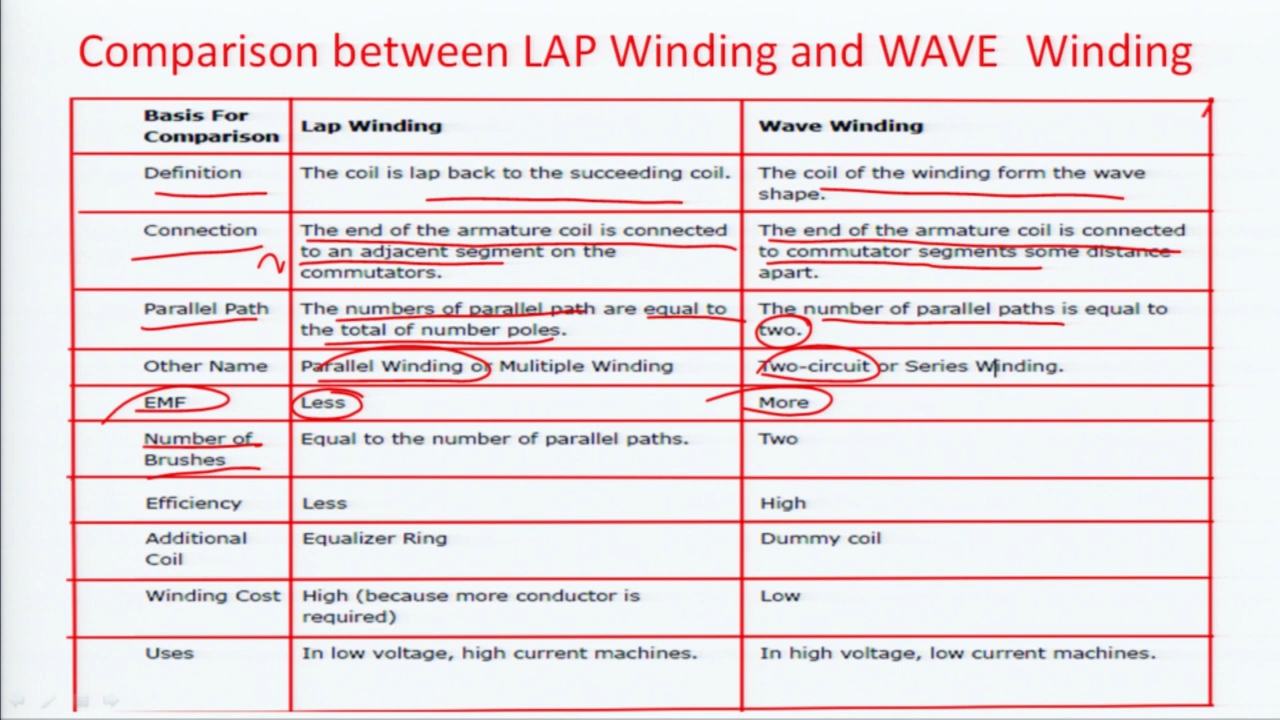 Comparison between LAP Winding and WAVE Winding
Basis For
Comparison
Lap Winding
Wave Winding
Definition
The coil is lap back to the succeeding coil.
The coil of the winding form the wave
shape.
Connection
The end of the armature coil is connected
to an adjacent segment on the
commutators.
The end of the armature coil is connected
to commutator segments some distance
apart.
Parallel Path
The numbers of parallel path are equal to
the total of number poles.
The number of parallel paths is equal to
two.
Other Name
Parallel Winding or Mulitiple Winding
Two-circuit or Series Winding.
EMF
Less
More
Number of
Brushes
Equal to the number of parallel paths.
Two
Efficiency
Less
High
Additional
Coil
Equalizer Ring
Dummy coil
Winding Cost
High (because more conductor is
required)
Low
Uses
In low voltage, high current machines.
In high voltage, low current machines.